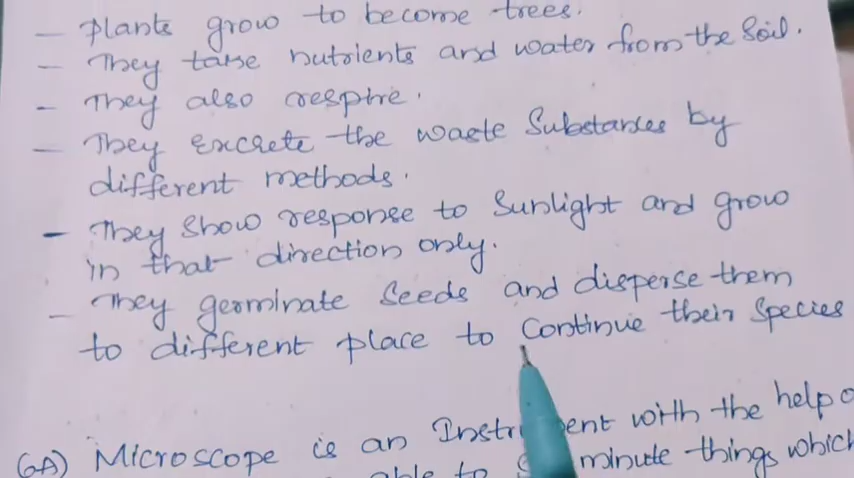 - Plants grow to become trees.
- They take nutrients and water from the Soil.
- They also respire.
- They Excrete the waste Substances by
different methods.
- They Show response to Sunlight and grow
in that direction only.
- They germinate Seeds and disperse them
to different place to Continue their Species
6A) Microscope is an with the help
able to minute things which